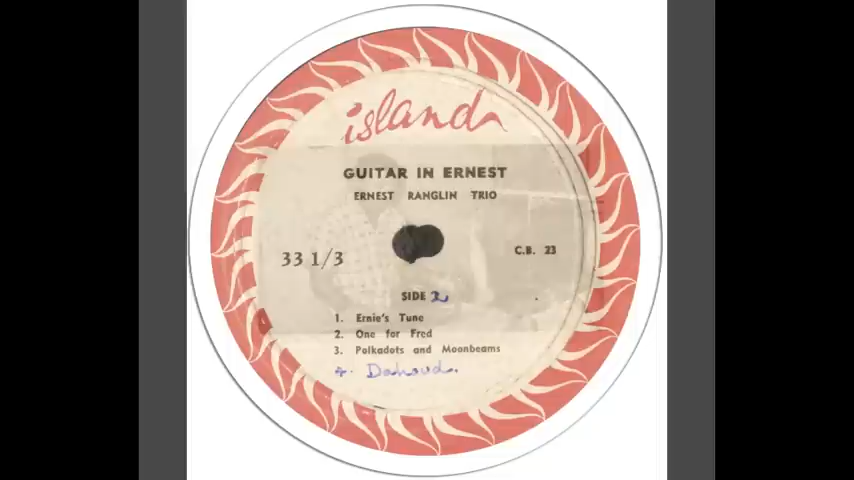 island
GUITAR IN ERNEST
ERNEST RANGLIN TRIO
33 1/3
C.B. 23
SIDE 2
1. Ernie's Tune
2. One for Fred
3. Polkadots and Moonbeams
4. Dahoud.